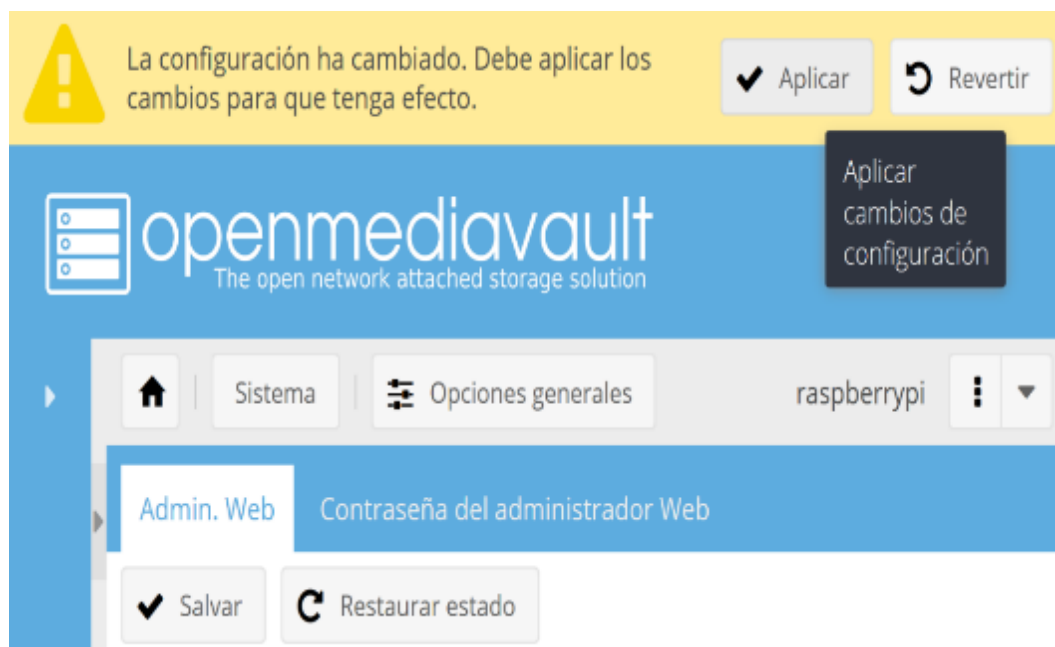 La configuración ha cambiado. Debe aplicar los
cambios para que tenga efecto.
Aplicar
Revertir
Aplicar
cambios de
configuración
openmediavault
The open network attached storage solution
Sistema
Opciones generales
raspberrypi
Admin. Web
Contraseña del administrador Web
Salvar
Restaurar estado